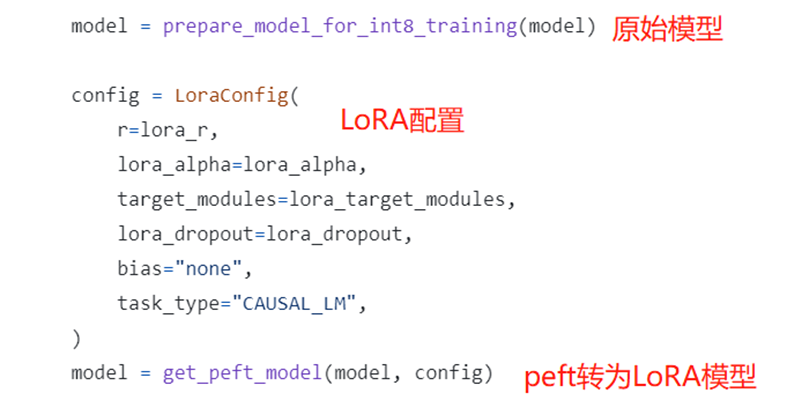 model = prepare_model_for_int8_training(model) 原始模型
config = LoraConfig(
LoRA配置
r=lora_r,
lora_alpha=lora_alpha,
target_modules=lora_target_modules,
lora_dropout=lora_dropout,
bias="none",
task_type="CAUSAL_LM",
)
model = get_peft_model(model, config) peft转为LoRA模型